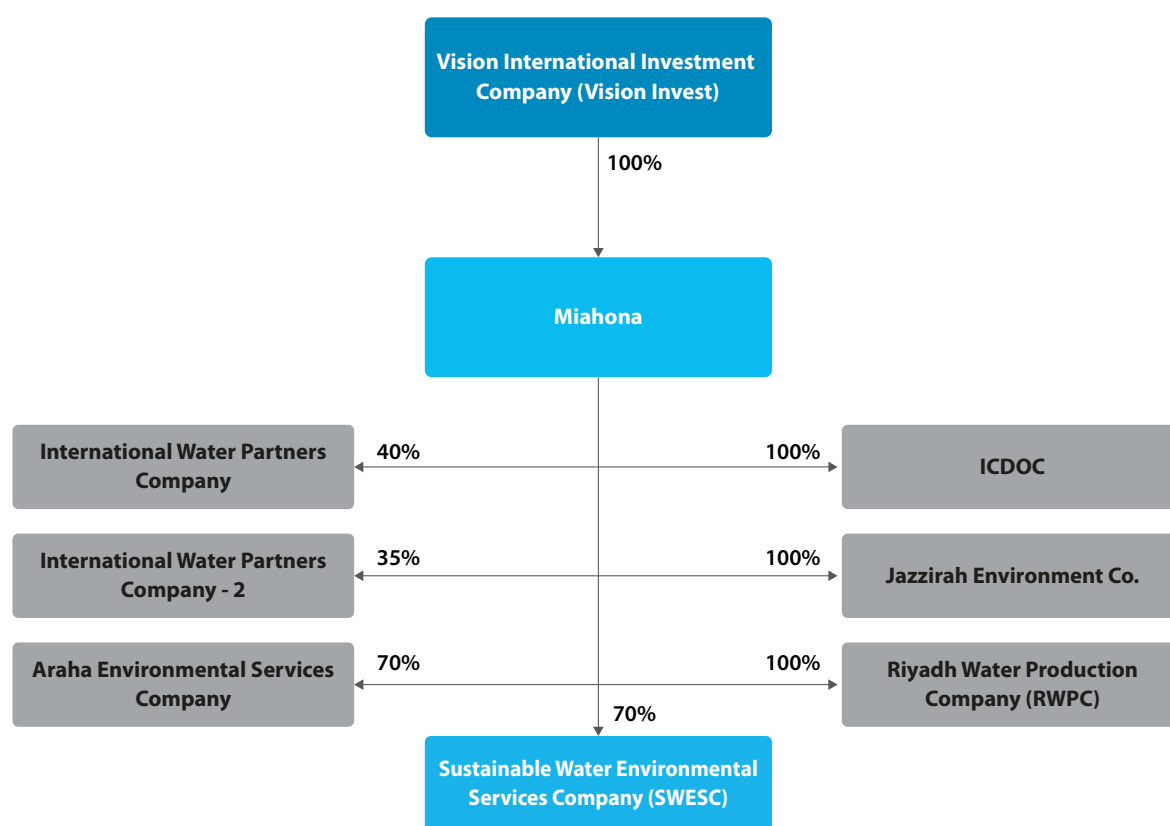 Vision International Investment
Company (Vision Invest)
100%
Miahona
International Water Partners
Company
40%
100%
ICDOC
International Water Partners
Company - 2
35%
100%
Jazzirah Environment Co.
Araha Environmental Services
Company
70%
100%
Riyadh Water Production
Company (RWPC)
70%
Sustainable Water Environmental
Services Company (SWESC)